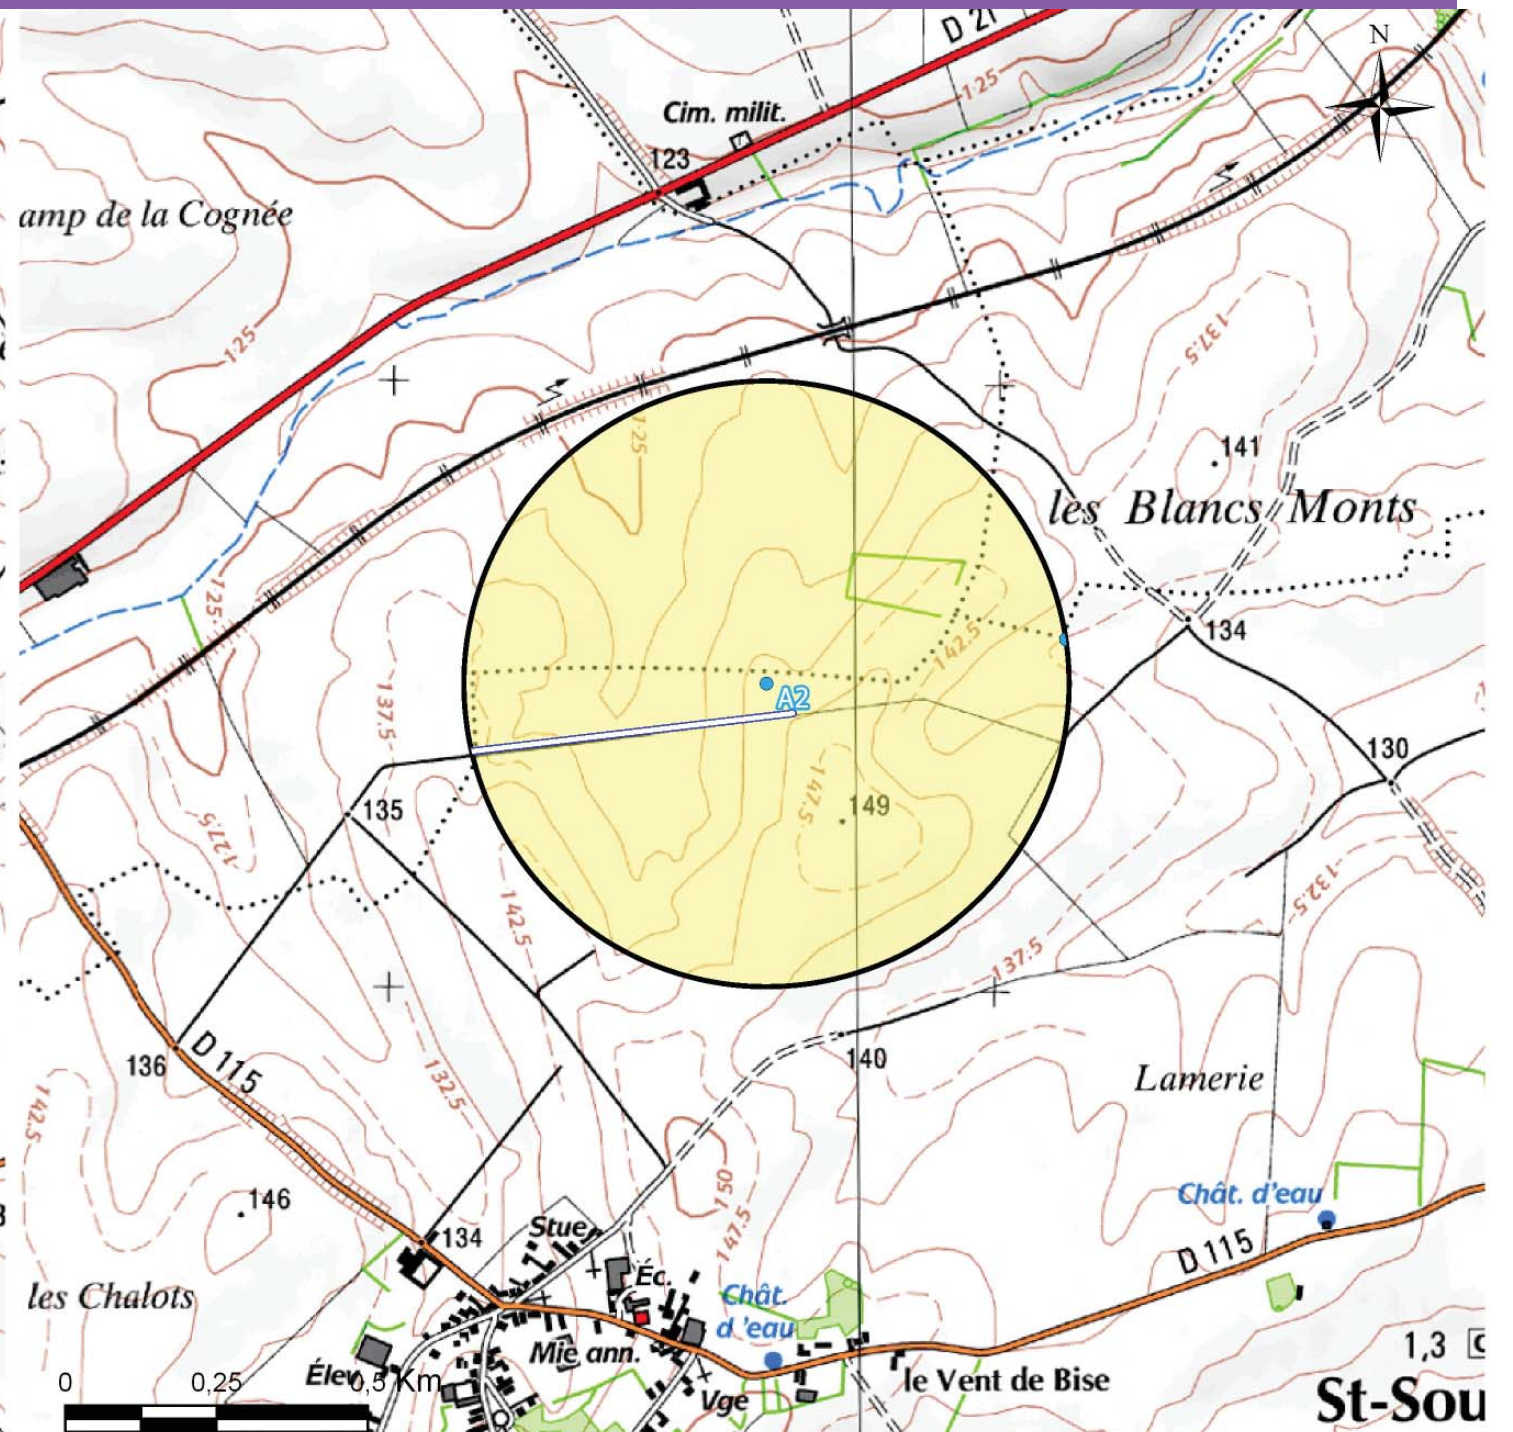 D 21
N
Cim. milit.
125
123
amp de la Cognée
125
137.5
125
141
les Blancs Monts
125
134
142.5
A2
137.5
130
135
147.5
149
127.5
142.5
132.5
137.5
136
D 115
140
Lamerie
132.5
142.5
150
146
Chât. d'eau
134
Stue
147.5
D 115
Éc.
les Chalots
Chât.
d'eau
Mie ann.
1,3
0
0,25
0,5 Km
Élev.
le Vent de Bise
Vge
St-Sou